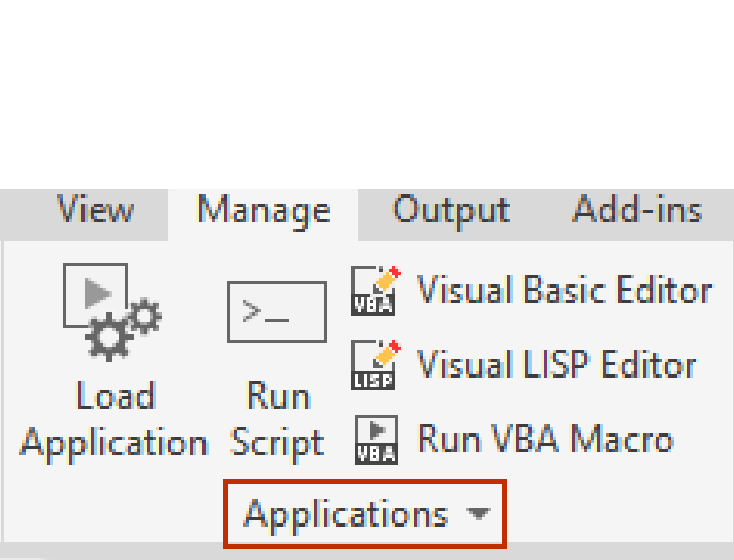 View Manage Output Add-ins
VBA Visual Basic Editor
LISP Visual LISP Editor
Load Application
Run Script
>_
VBA Run VBA Macro
Applications